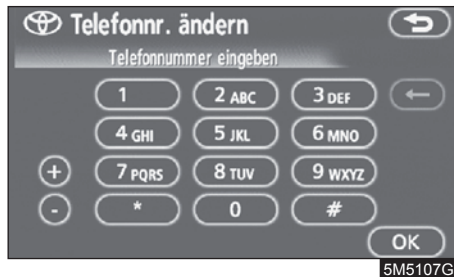 Telefonnr. ändern
Telefonnummer eingeben
1 2 ABC 3 DEF
4 GHI 5 JKL 6 MNO
+ 7 PQRS 8 TUV 9 WXYZ
- * 0 #
OK
5M5107G